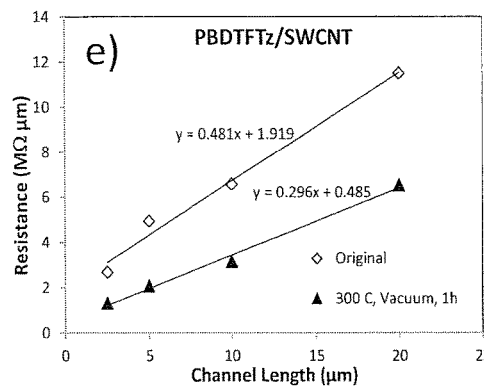 e)
PBDTFTz/SWCNT
Resistance (MΩ μm)
14
12
10
8
6
4
2
0
y = 0.481x + 1.919
y = 0.296x + 0.485
◇ Original
▲ 300 C, Vacuum, 1h
0 5 10 15 20 2
Channel Length (μm)